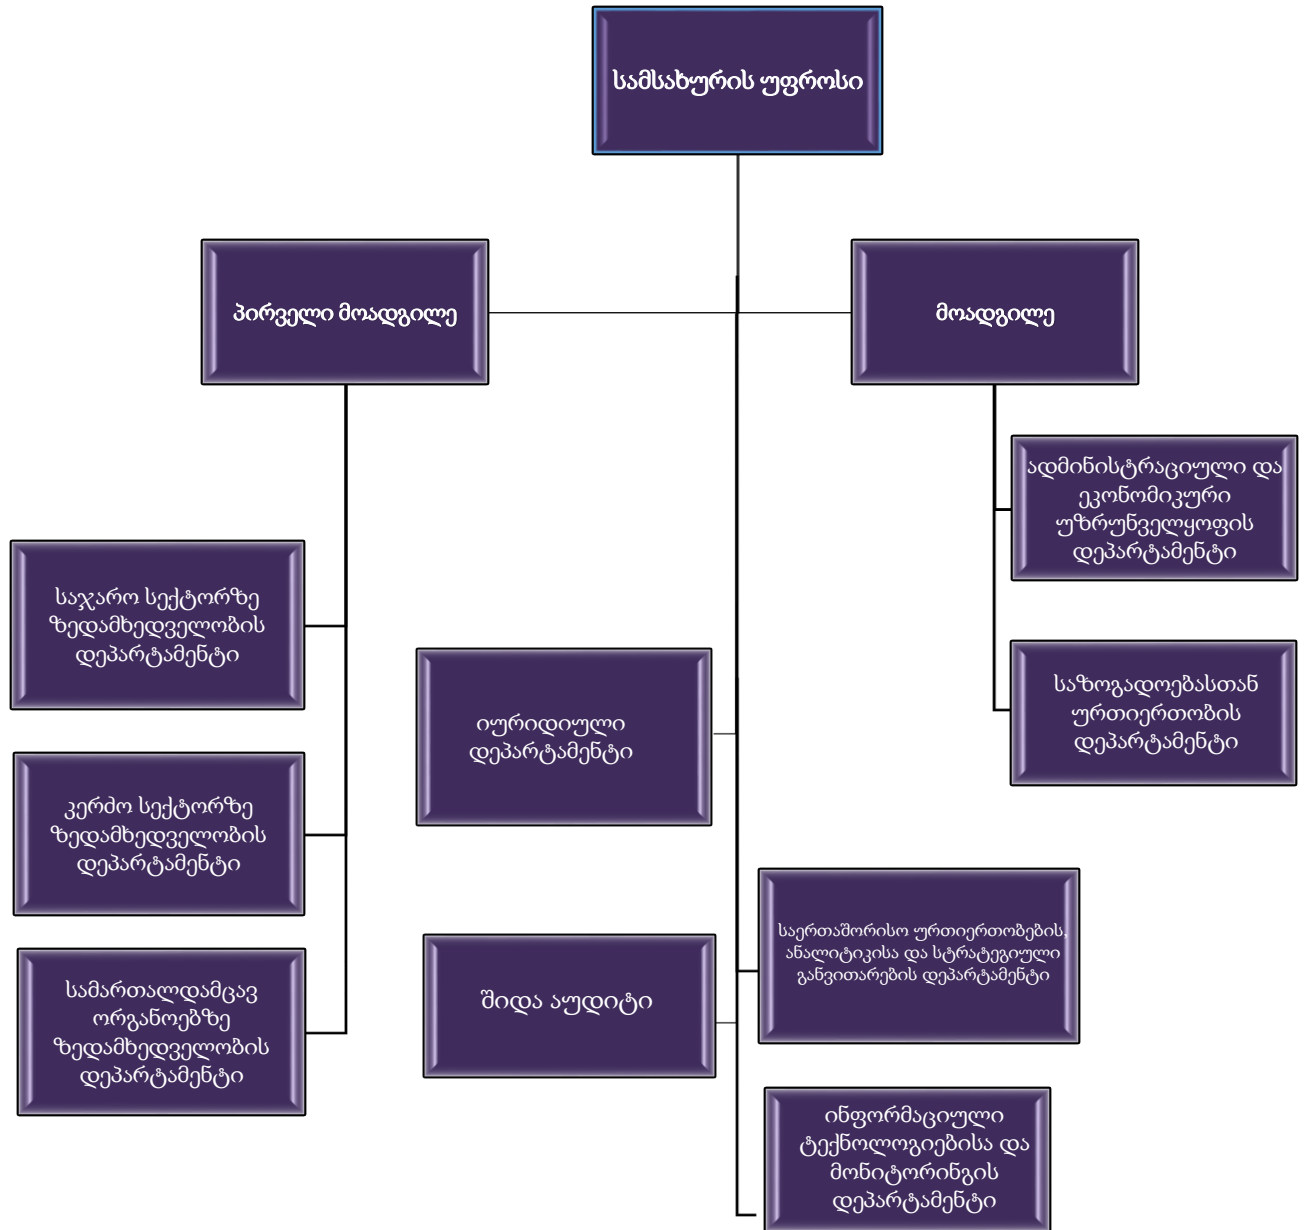 სამსახურის უფროსი
პირველი მოადგილე
მოადგილე
ადმინისტრაციული და
ეკონომიკური
უზრუნველყოფის
დეპარტამენტი
საჯარო სექტორზე
ზედამხედველობის
დეპარტამენტი
საზოგადოებასთან
ურთიერთობის
დეპარტამენტი
იურიდიული
დეპარტამენტი
კერძო სექტორზე
ზედამხედველობის
დეპარტამენტი
საერთაშორისო ურთიერთობების,
ანალიტიკისა და სტრატეგიული
განვითარების დეპარტამენტი
შიდა აუდიტი
სამართალდამცავ
ორგანოებზე
ზედამხედველობის
დეპარტამენტი
ინფორმაციული
ტექნოლოგიებისა და
მონიტორინგის
დეპარტამენტი